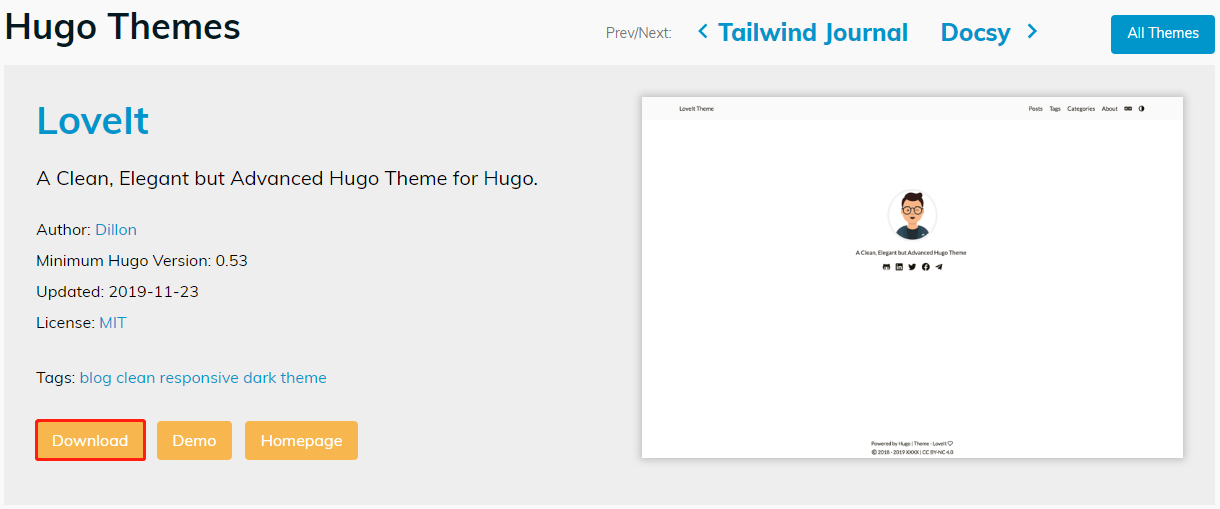 Hugo Themes
Prev/Next: Tailwind Journal Docsy
All Themes
LoveIt
A Clean, Elegant but Advanced Hugo Theme for Hugo.
Author: Dillon
Minimum Hugo Version: 0.53
Updated: 2019-11-23
License: MIT
Tags: blog clean responsive dark theme
Download Demo Homepage
LoveIt Theme Posts Tags Categories About
A Clean, Elegant but Advanced Hugo Theme
Powered by Hugo | Theme - LoveIt
© 2018 - 2019 XXXX | CC BY-NC 4.0